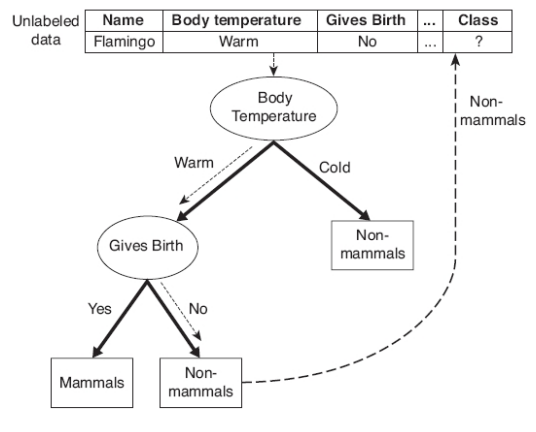 Unlabeled data
Name Body temperature Gives Birth ... Class
Flamingo Warm No ... ?
Body
Temperature
Non-
mammals
Warm
Cold
Gives Birth
Non-
mammals
Yes
No
Mammals
Non-
mammals